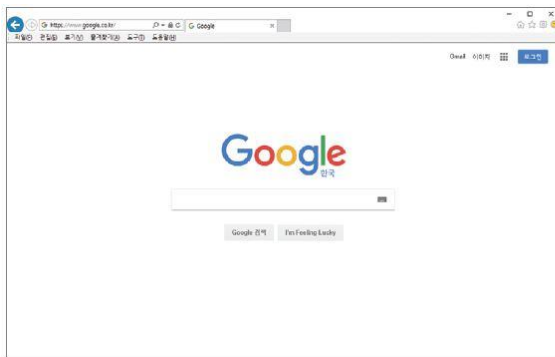 https://www.google.co.kr/
Google
파일(F) 편집(E) 보기(V) 즐겨찾기(A) 도구(T) 도움말(H)
Gmail 이미지
로그인
Google
한국
Google 검색
I'm Feeling Lucky